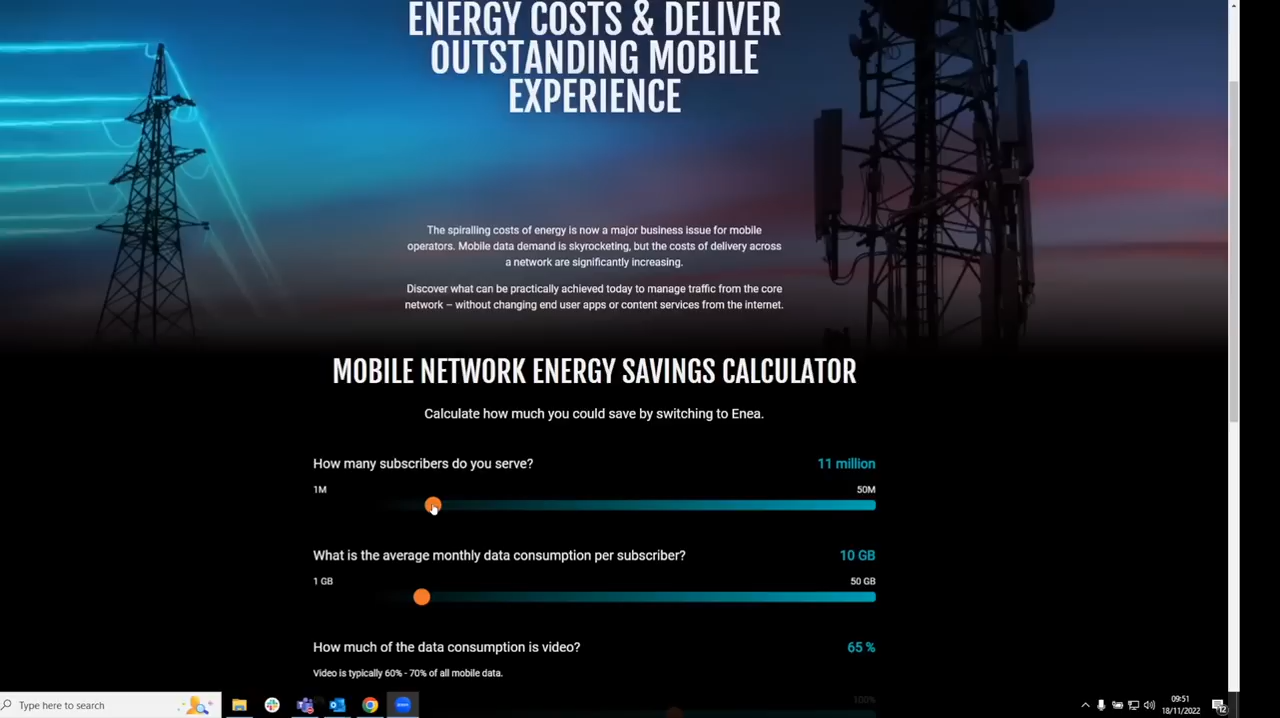 ENERGY COSTS & DELIVER
OUTSTANDING MOBILE
EXPERIENCE
The spiralling costs of energy is now a major business issue for mobile
operators. Mobile data demand is skyrocketing, but the costs of delivery across
a network are significantly increasing.
Discover what can be practically achieved today to manage traffic from the core
network – without changing end user apps or content services from the internet.
MOBILE NETWORK ENERGY SAVINGS CALCULATOR
Calculate how much you could save by switching to Enea.
How many subscribers do you serve? 11 million
1M 50M
What is the average monthly data consumption per subscriber? 10 GB
1 GB 50 GB
How much of the data consumption is video? 65 %
Video is typically 60% - 70% of all mobile data.
100%
Type here to search
09:51
18/11/2022
12